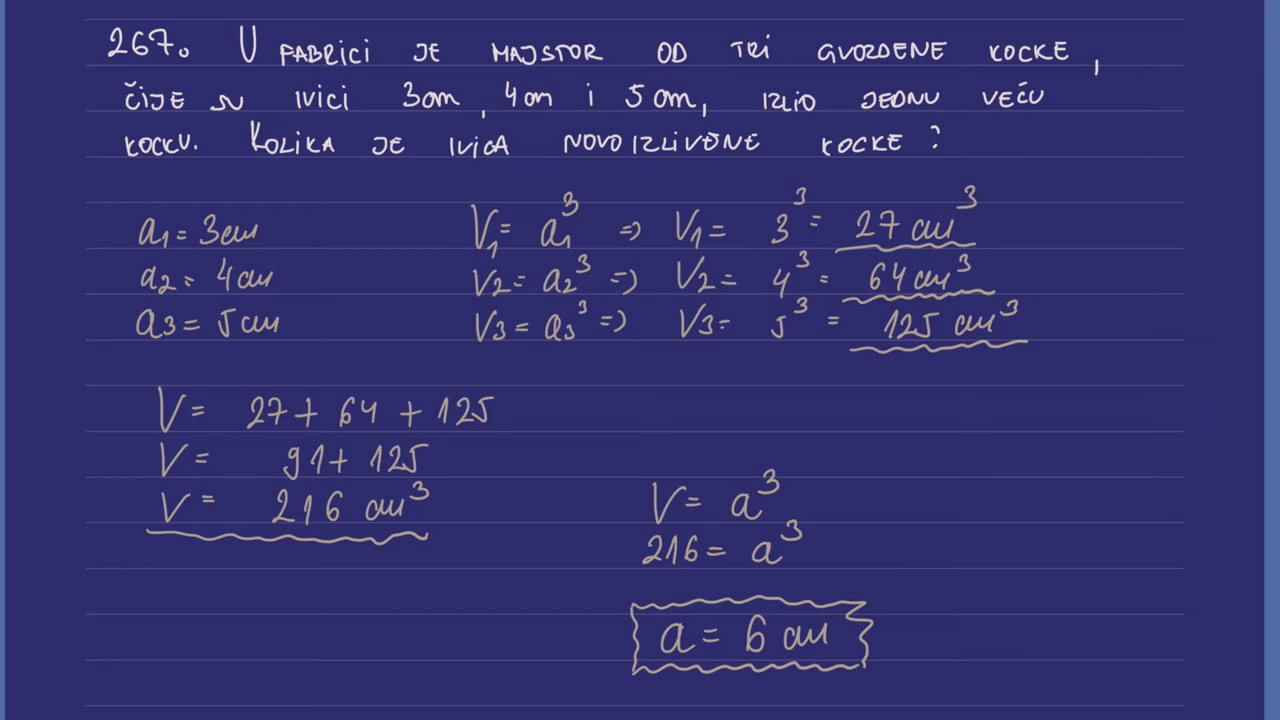 267. U FABRICI JE MAJSTOR OD TRI GVOZDENE KOCKE,
ČIJE SU IVICI 3cm, 4cm i 5cm, IZLIO JEDNU VEĆU
KOCKU. KOLIKA JE IVICA NOVOIZLIVENE KOCKE?
a₁ = 3cm V₁ = a₁³ => V₁ = 3³ = 27 cm³
a₂ = 4cm V₂ = a₂³ => V₂ = 4³ = 64 cm³
a₃ = 5cm V₃ = a₃³ => V₃ = 5³ = 125 cm³
V = 27 + 64 + 125
V = 91 + 125
V = 216 cm³
V = a³
216 = a³
a = 6 cm